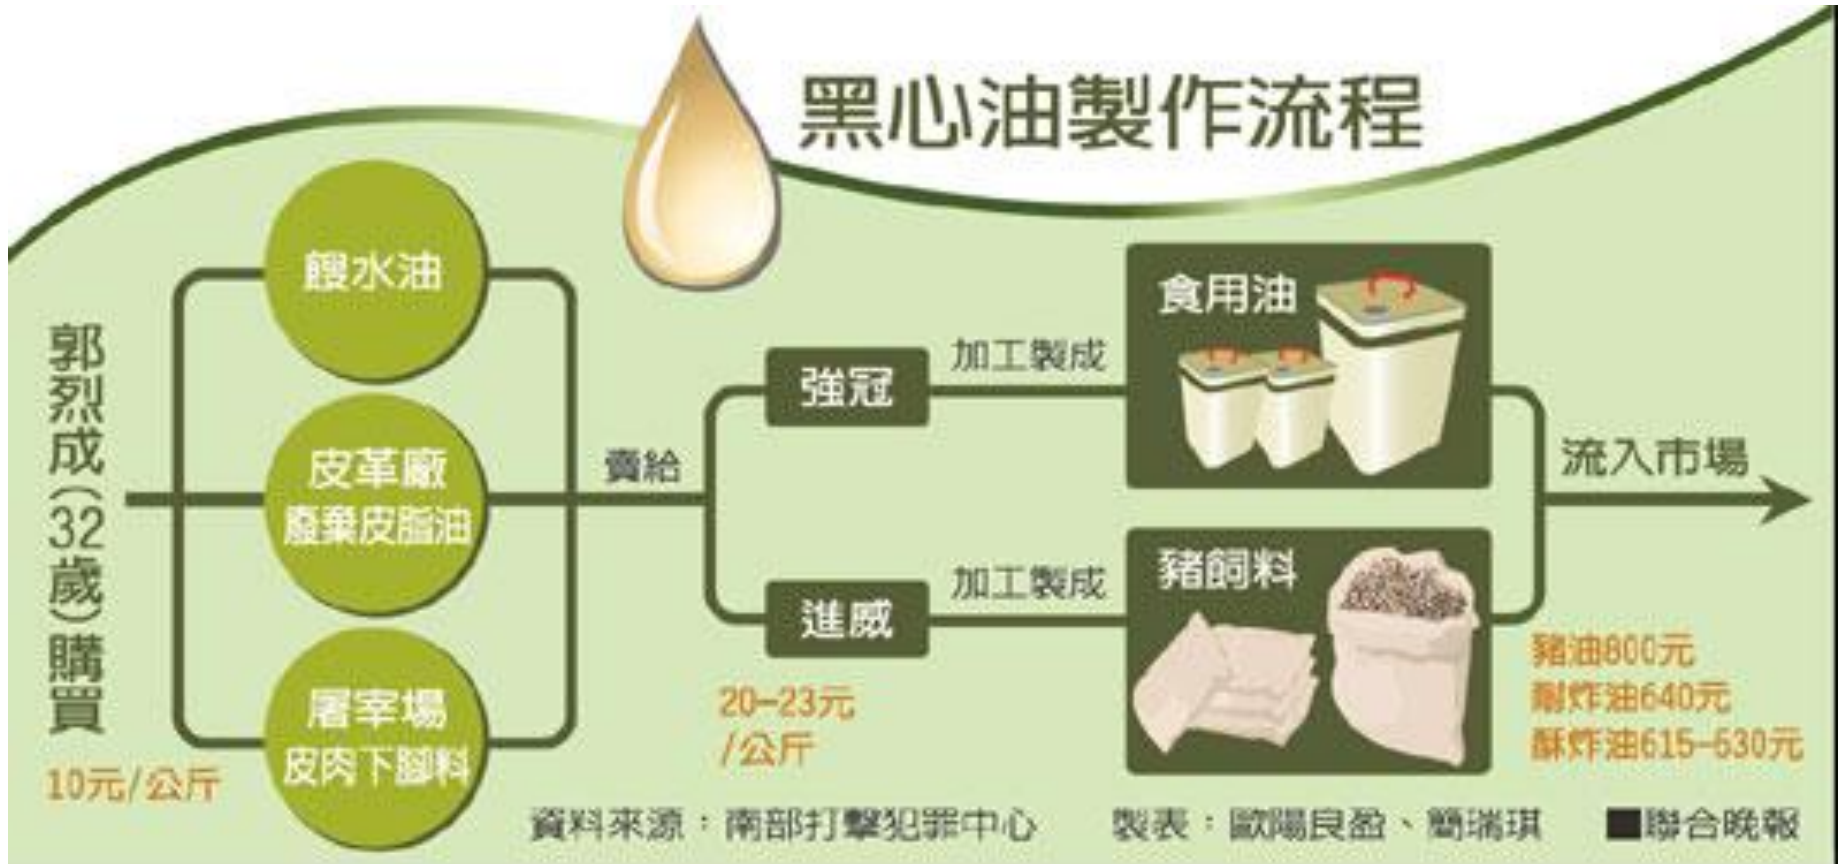 黑心油製作流程
郭烈成(32歲)購買
10元/公斤
餿水油
皮革廠
廢棄皮脂油
屠宰場
皮肉下腳料
賣給
20-23元
/公斤
強冠
加工製成
食用油
進威
加工製成
豬飼料
流入市場
豬油800元
耐炸油640元
酥炸油615-630元
資料來源：南部打擊犯罪中心
製表：歐陽良盈、簡瑞琪
■聯合晚報